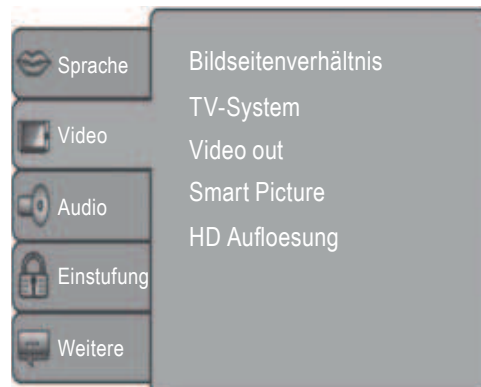 Sprache
Video
Audio
Einstufung
Weitere
Bildseitenverhältnis
TV-System
Video out
Smart Picture
HD Aufloesung